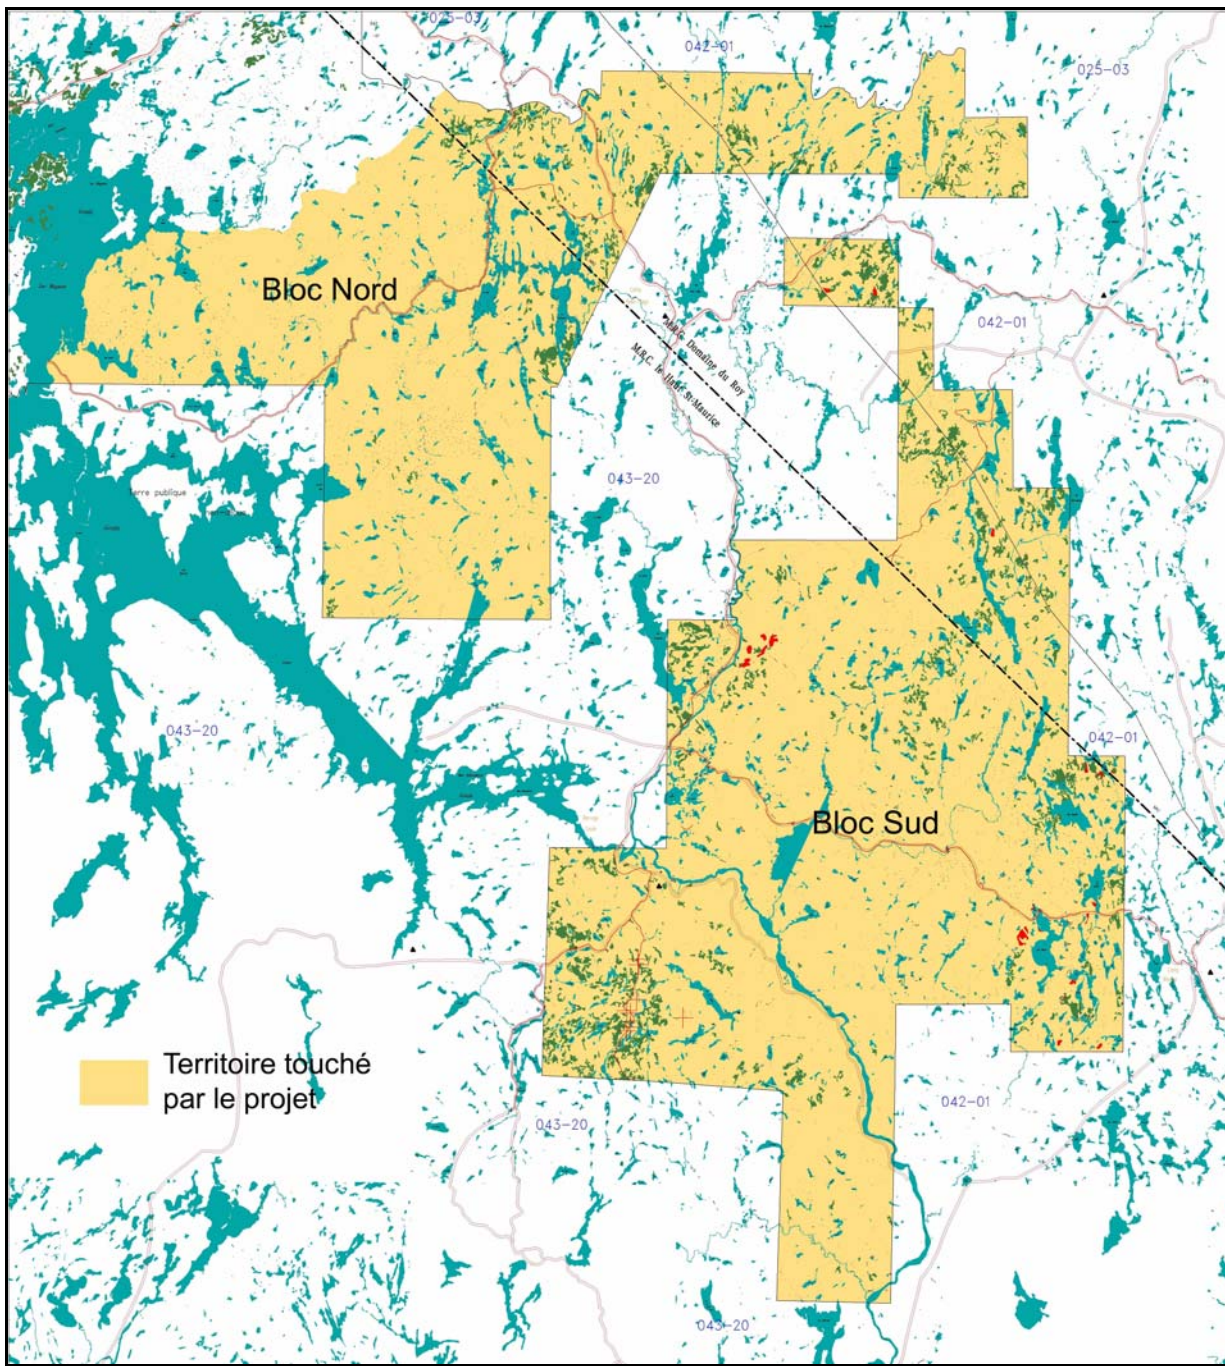 025-03
042-01
025-03
Bloc Nord
042-01
M.R.C. Domaine du Roy
M.R.C. le Haut St-Maurice
043-20
Terre publique
043-20
042-01
Bloc Sud
Territoire touché
par le projet
042-01
043-20
043-20